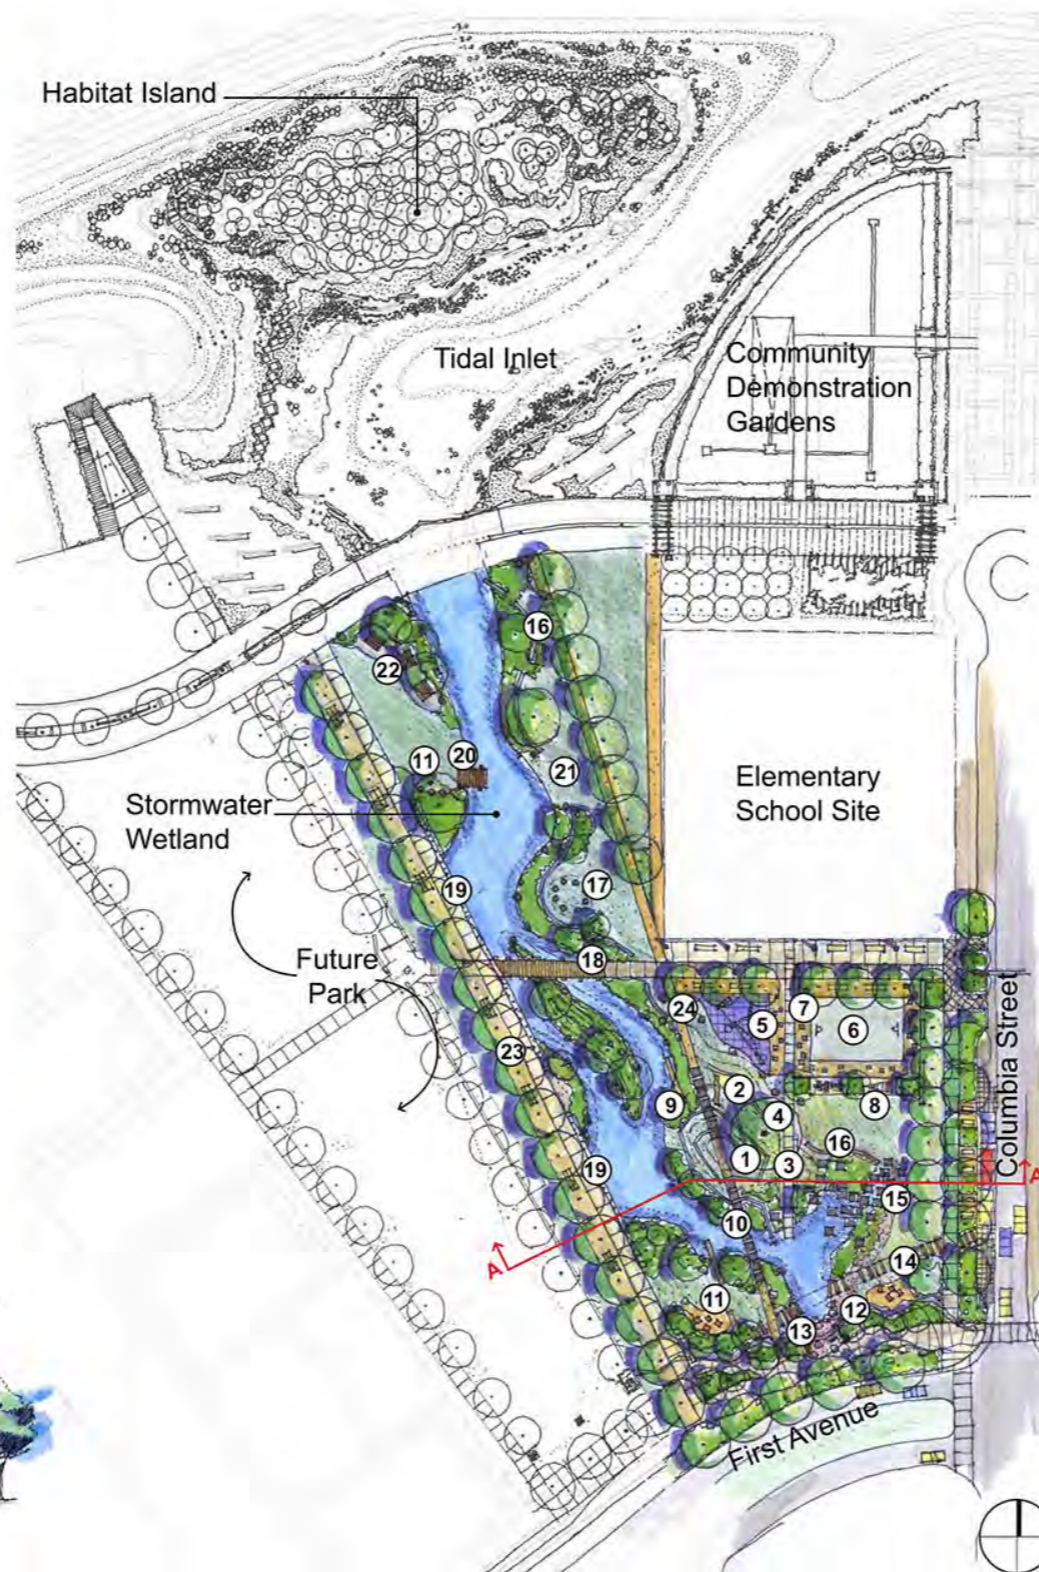 Habitat Island
Tidal Inlet
Community
Demonstration
Gardens
16
22
11
20
21
Elementary
School Site
Stormwater
Wetland
17
19
18
Future
Park
24
5
7
6
Columbia Street
23
2
9
4
8
1
3
16
19
15
A
A
10
14
11
12
13
First Avenue